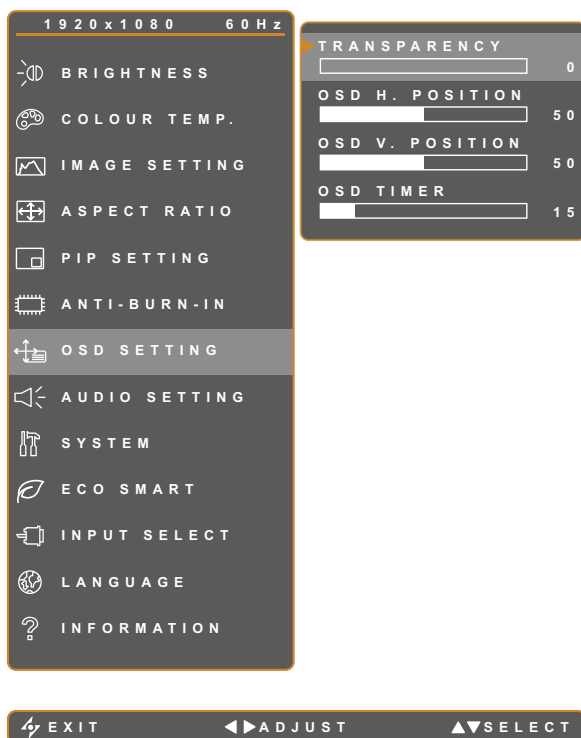 1920x1080 60Hz
BRIGHTNESS
COLOUR TEMP.
IMAGE SETTING
ASPECT RATIO
PIP SETTING
ANTI-BURN-IN
OSD SETTING
AUDIO SETTING
SYSTEM
ECO SMART
INPUT SELECT
LANGUAGE
INFORMATION
TRANSPARENCY
0
OSD H. POSITION
50
OSD V. POSITION
50
OSD TIMER
15
EXIT ADJUST SELECT